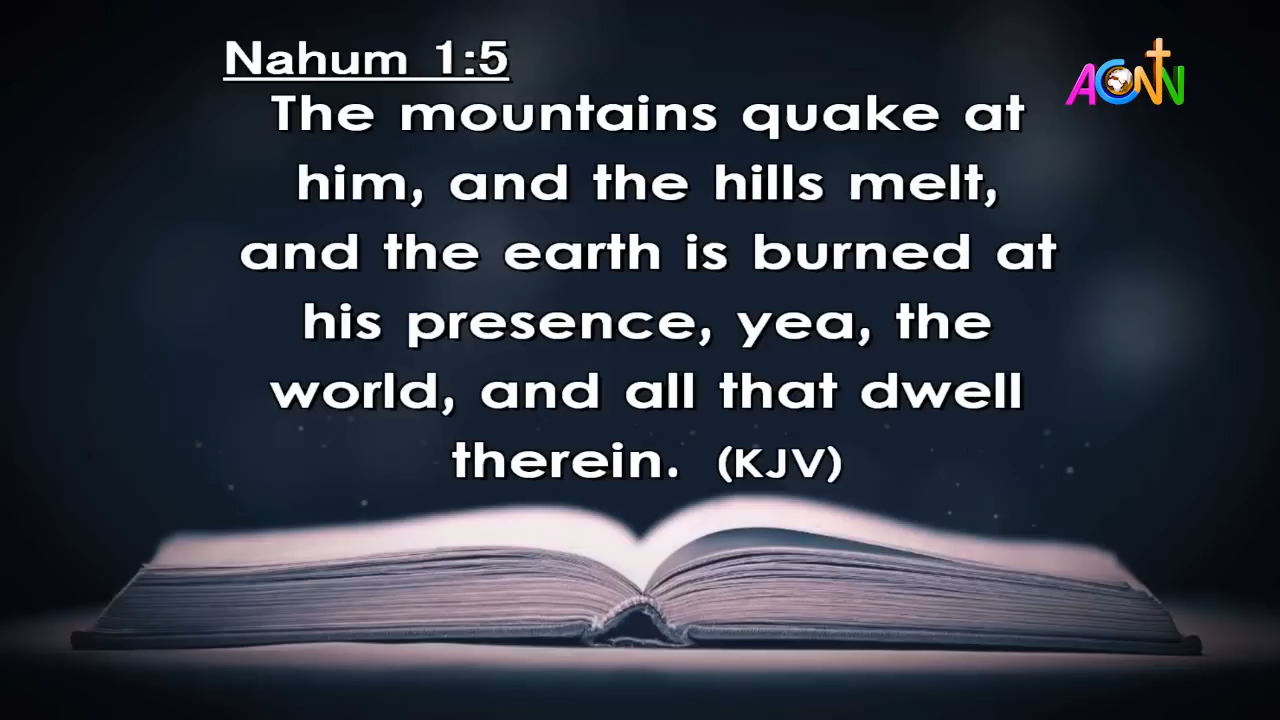 Nahum 1:5
ACNN
The mountains quake at
him, and the hills melt,
and the earth is burned at
his presence, yea, the
world, and all that dwell
therein. (KJV)